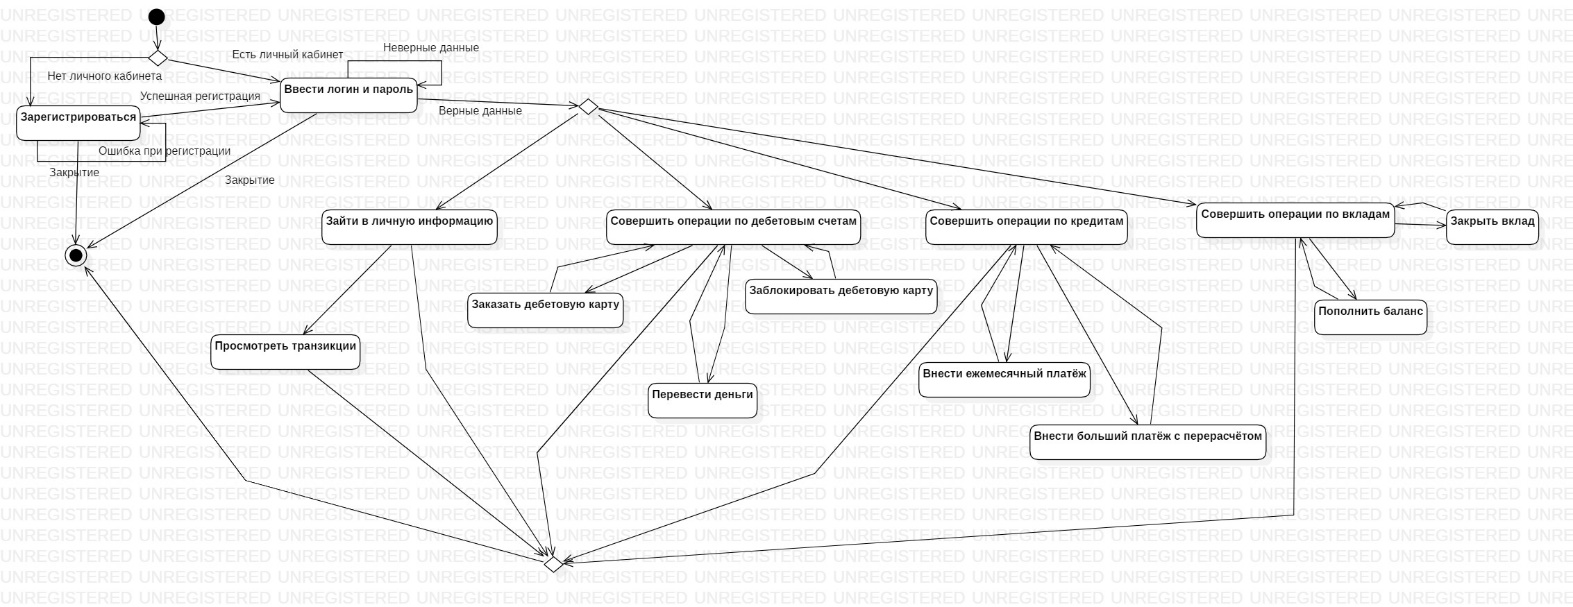 Неверные данные
Есть личный кабинет
Нет личного кабинета
Ввести логин и пароль
Успешная регистрация
Верные данные
Зарегистрироваться
Ошибка при регистрации
Закрытие
Закрытие
Зайти в личную информацию
Совершить операции по дебетовым счетам
Совершить операции по кредитам
Совершить операции по вкладам
Закрыть вклад
Заказать дебетовую карту
Заблокировать дебетовую карту
Пополнить баланс
Просмотреть транзикции
Внести ежемесячный платёж
Перевести деньги
Внести больший платёж с перерасчётом